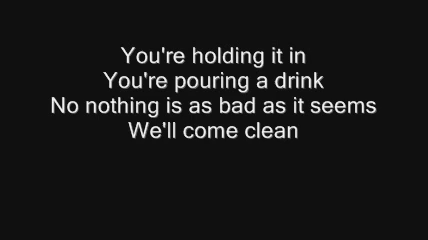 You're holding it in
You're pouring a drink
No nothing is as bad as it seems
We'll come clean